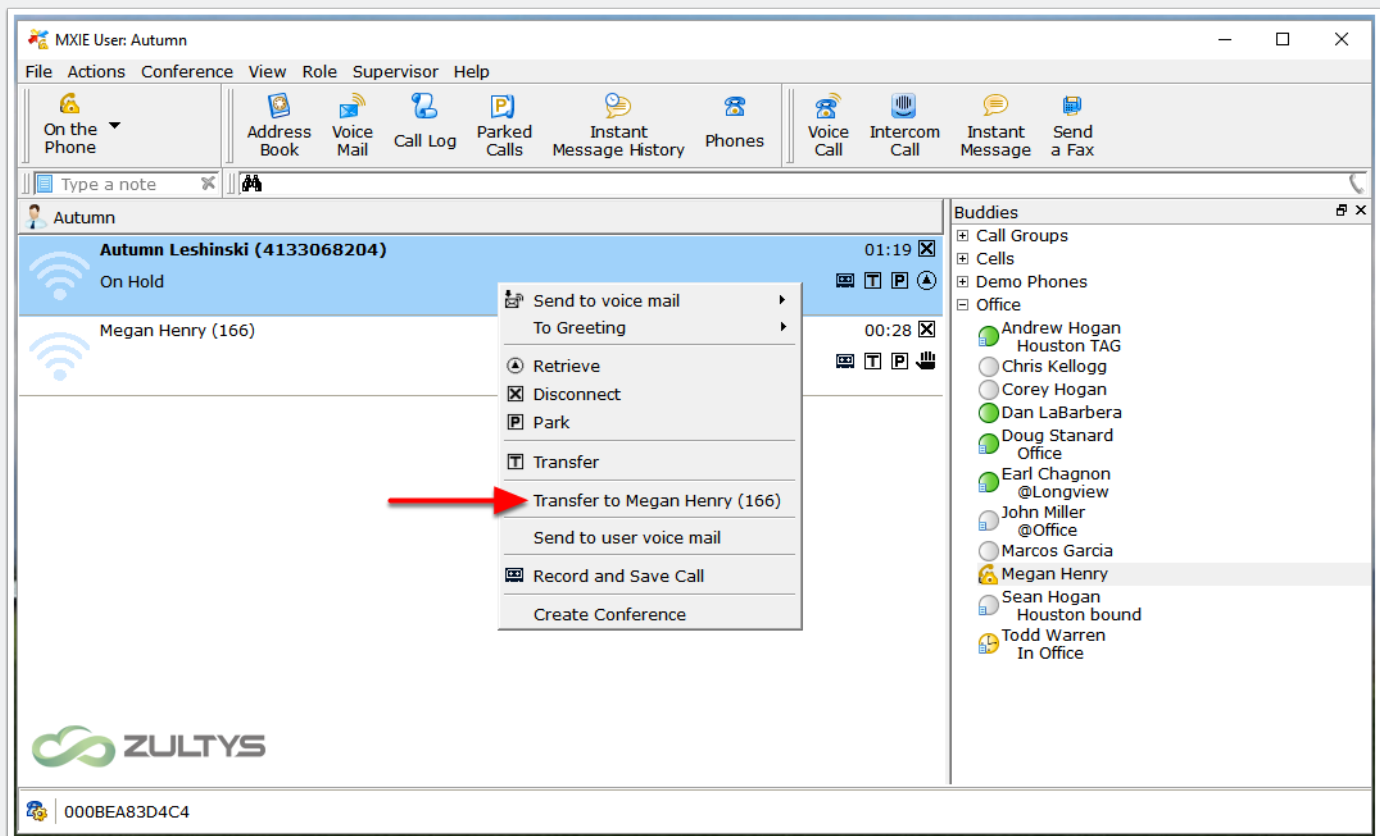 MXIE User: Autumn
File Actions Conference View Role Supervisor Help
On the Phone
Address Book
Voice Mail
Call Log
Parked Calls
Instant Message History
Phones
Voice Call
Intercom Call
Instant Message
Send a Fax
Type a note
Autumn
Autumn Leshinski (4133068204)
01:19
On Hold
T P
Megan Henry (166)
00:28
T P
Send to voice mail
To Greeting
Retrieve
Disconnect
P Park
T Transfer
Transfer to Megan Henry (166)
Send to user voice mail
Record and Save Call
Create Conference
Buddies
Call Groups
Cells
Demo Phones
Office
Andrew Hogan
Houston TAG
Chris Kellogg
Corey Hogan
Dan LaBarbera
Doug Stanard
Office
Earl Chagnon
@Longview
John Miller
@Office
Marcos Garcia
Megan Henry
Sean Hogan
Houston bound
Todd Warren
In Office
ZULTYS
000BEA83D4C4